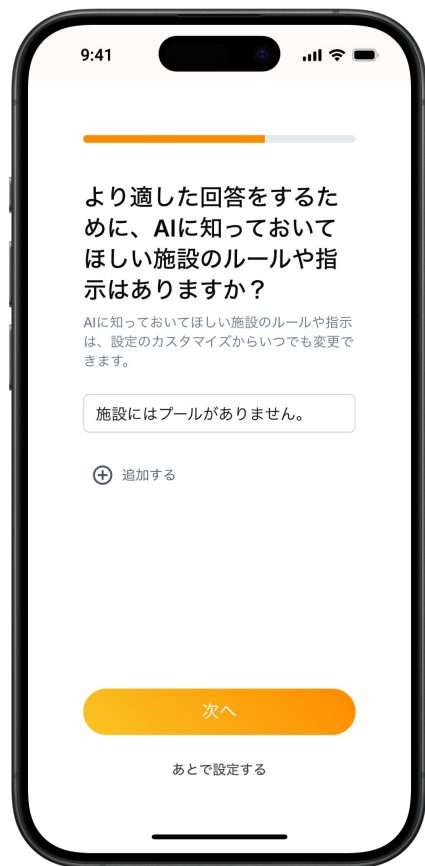 9:41
より適した回答をするた
めに、AIに知っておいて
ほしい施設のルールや指
示はありますか？
AIに知っておいてほしい施設のルールや指示
は、設定のカスタマイズからいつでも変更で
きます。
施設にはプールがありません。
追加する
次へ
あとで設定する